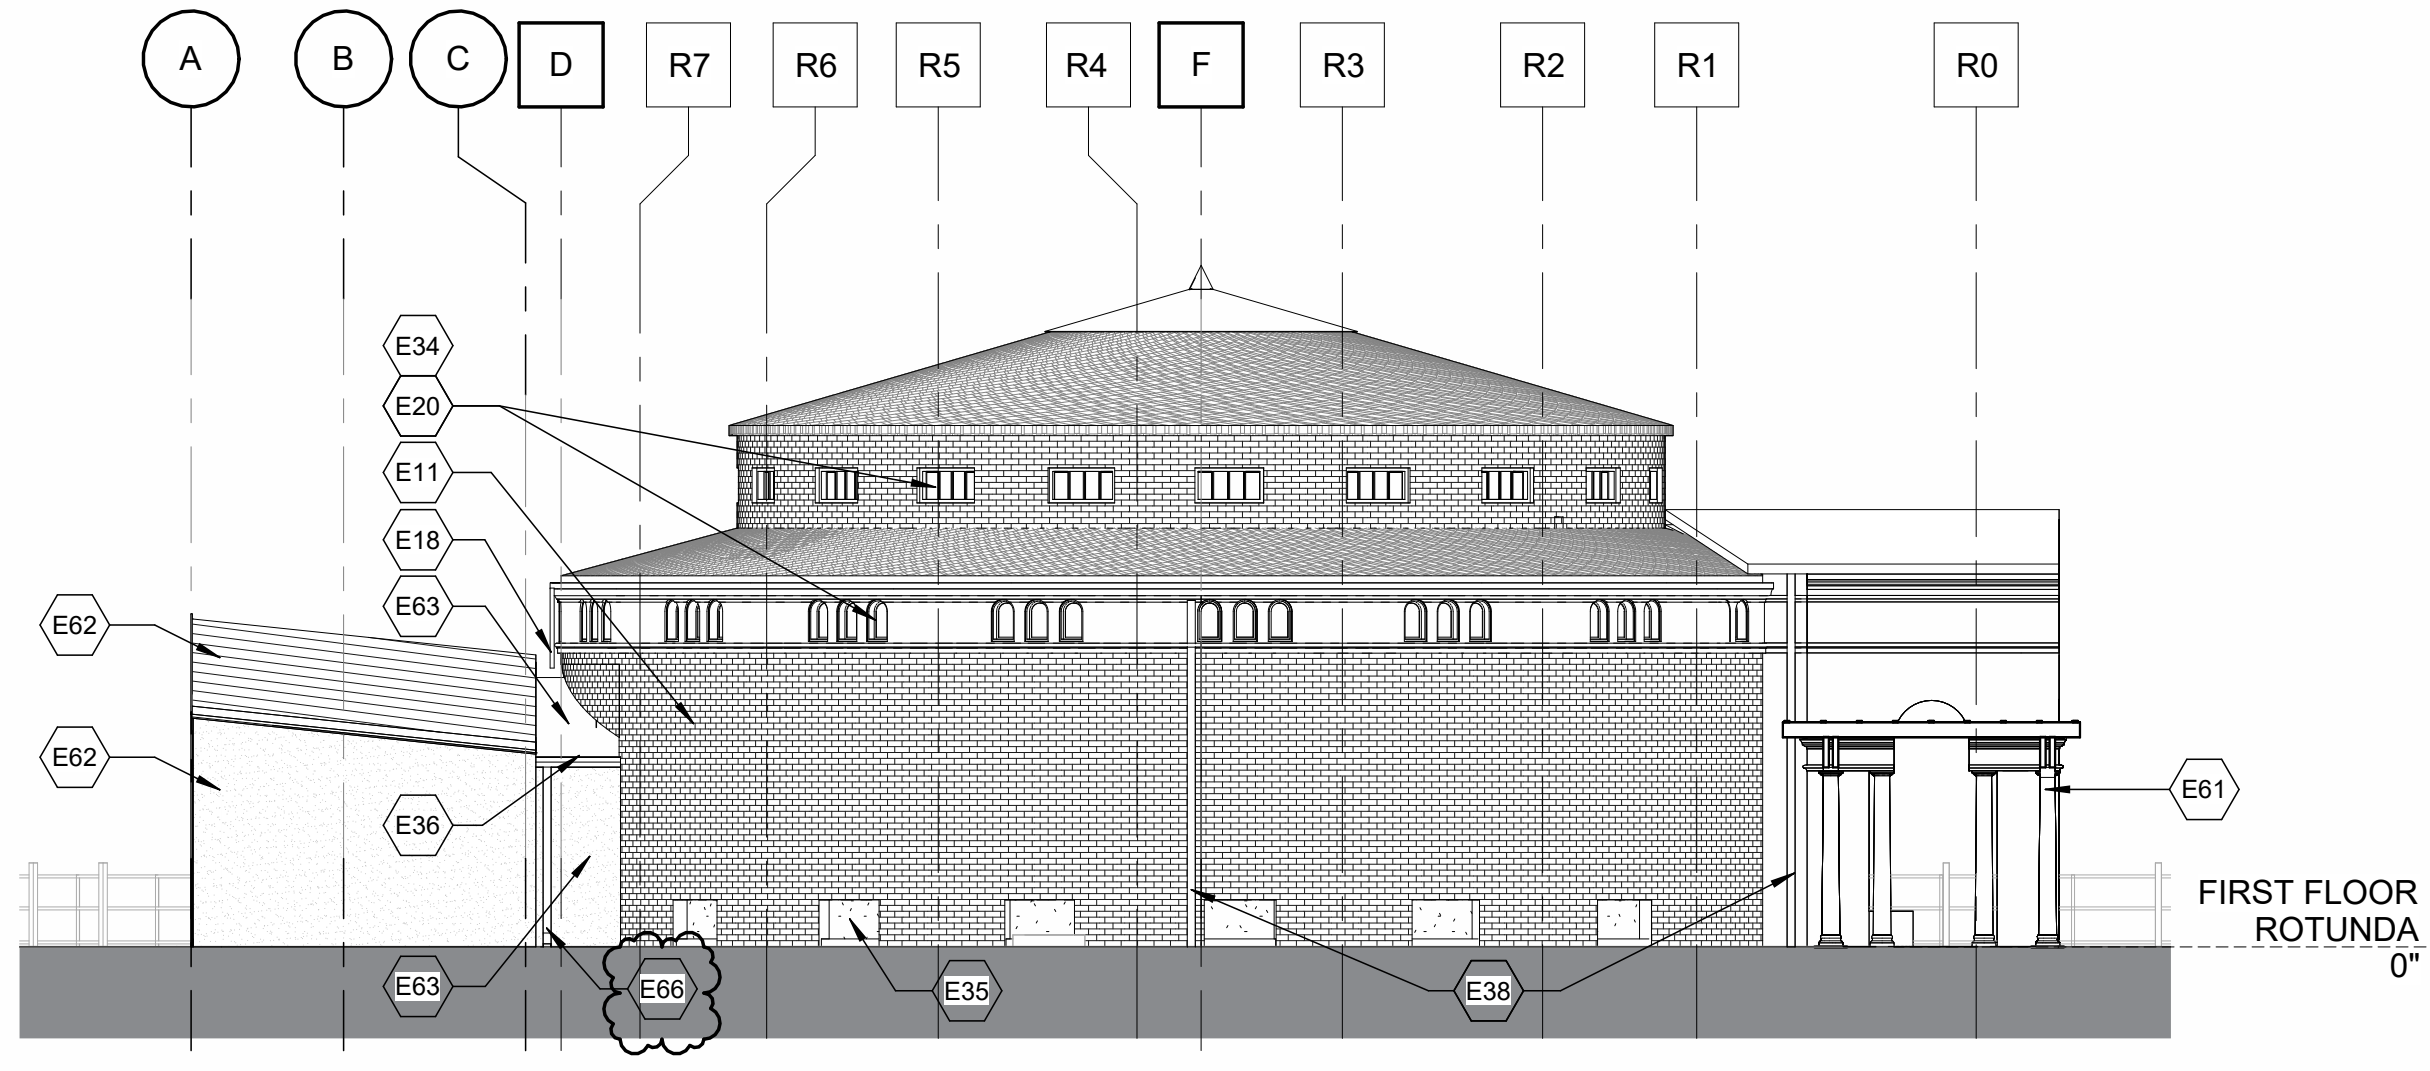 A
B
C
D
R7
R6
R5
R4
F
R3
R2
R1
R0
E34
E20
E11
E18
E63
E62
E62
E36
E61
FIRST FLOOR
ROTUNDA
0"
E63
E66
E35
E38